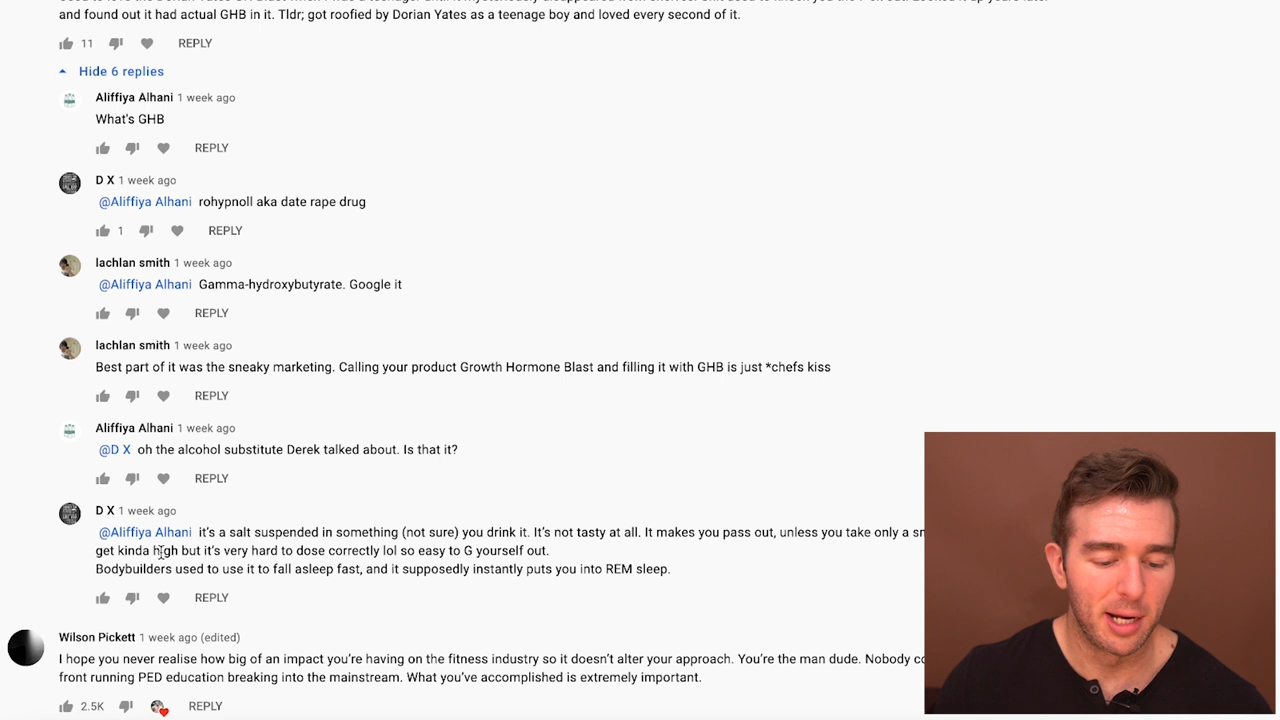 and found out it had actual GHB in it. Tldr; got roofied by Dorian Yates as a teenage boy and loved every second of it.
11 REPLY
Hide 6 replies
Aliffiya Alhani 1 week ago
What's GHB
REPLY
D X 1 week ago
@Aliffiya Alhani rohypnoll aka date rape drug
1 REPLY
lachlan smith 1 week ago
@Aliffiya Alhani Gamma-hydroxybutyrate. Google it
REPLY
lachlan smith 1 week ago
Best part of it was the sneaky marketing. Calling your product Growth Hormone Blast and filling it with GHB is just *chefs kiss
REPLY
Aliffiya Alhani 1 week ago
@D X oh the alcohol substitute Derek talked about. Is that it?
REPLY
D X 1 week ago
@Aliffiya Alhani it's a salt suspended in something (not sure) you drink it. It's not tasty at all. It makes you pass out, unless you take only a
get kinda high but it's very hard to dose correctly lol so easy to G yourself out.
Bodybuilders used to use it to fall asleep fast, and it supposedly instantly puts you into REM sleep.
REPLY
Wilson Pickett 1 week ago (edited)
I hope you never realise how big of an impact you're having on the fitness industry so it doesn't alter your approach. You're the man dude. Nobody
front running PED education breaking into the mainstream. What you've accomplished is extremely important.
2.5K REPLY